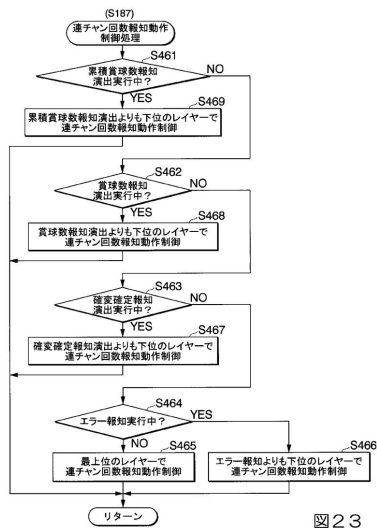 (S187)
連チャン回数報知動作
制御処理
S461
累積賞球数報知
演出実行中？
NO
YES
S469
累積賞球数報知演出よりも下位のレイヤーで
連チャン回数報知動作制御
S462
賞球数報知
演出実行中？
NO
YES
S468
賞球数報知演出よりも下位のレイヤーで
連チャン回数報知動作制御
S463
確変確定報知
演出実行中？
NO
YES
S467
確変確定報知演出よりも下位のレイヤーで
連チャン回数報知動作制御
S464
エラー報知実行中？
YES
NO
S465
最上位のレイヤーで
連チャン回数報知動作制御
S466
エラー報知よりも下位のレイヤーで
連チャン回数報知動作制御
リターン
図23